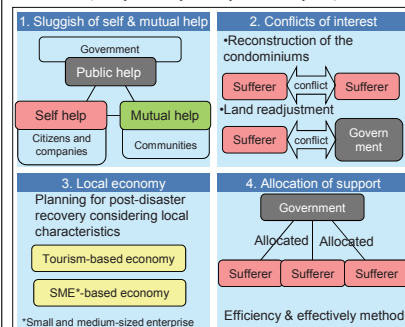 1. Sluggish of self & mutual help
Government
Public help
Self help
Mutual help
Citizens and
companies
Communities
2. Conflicts of interest
•Reconstruction of the
condominiums
Sufferer
conflict
Sufferer
•Land readjustment
Sufferer
conflict
Govern
ment
3. Local economy
Planning for post-disaster
recovery considering local
characteristics
Tourism-based economy
SME*-based economy
*Small and medium-sized enterprise
4. Allocation of support
Government
Allocated
Allocated
Sufferer
Sufferer
Sufferer
Efficiency & effectively method